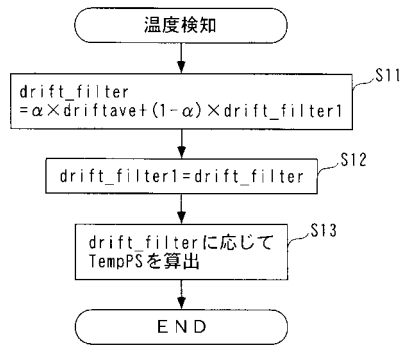 温度検知
drift_filter
=α×driftave+(1-α)×drift_filter1
S11
drift_filter1=drift_filter
S12
drift_filterに応じて
TempPSを算出
S13
END